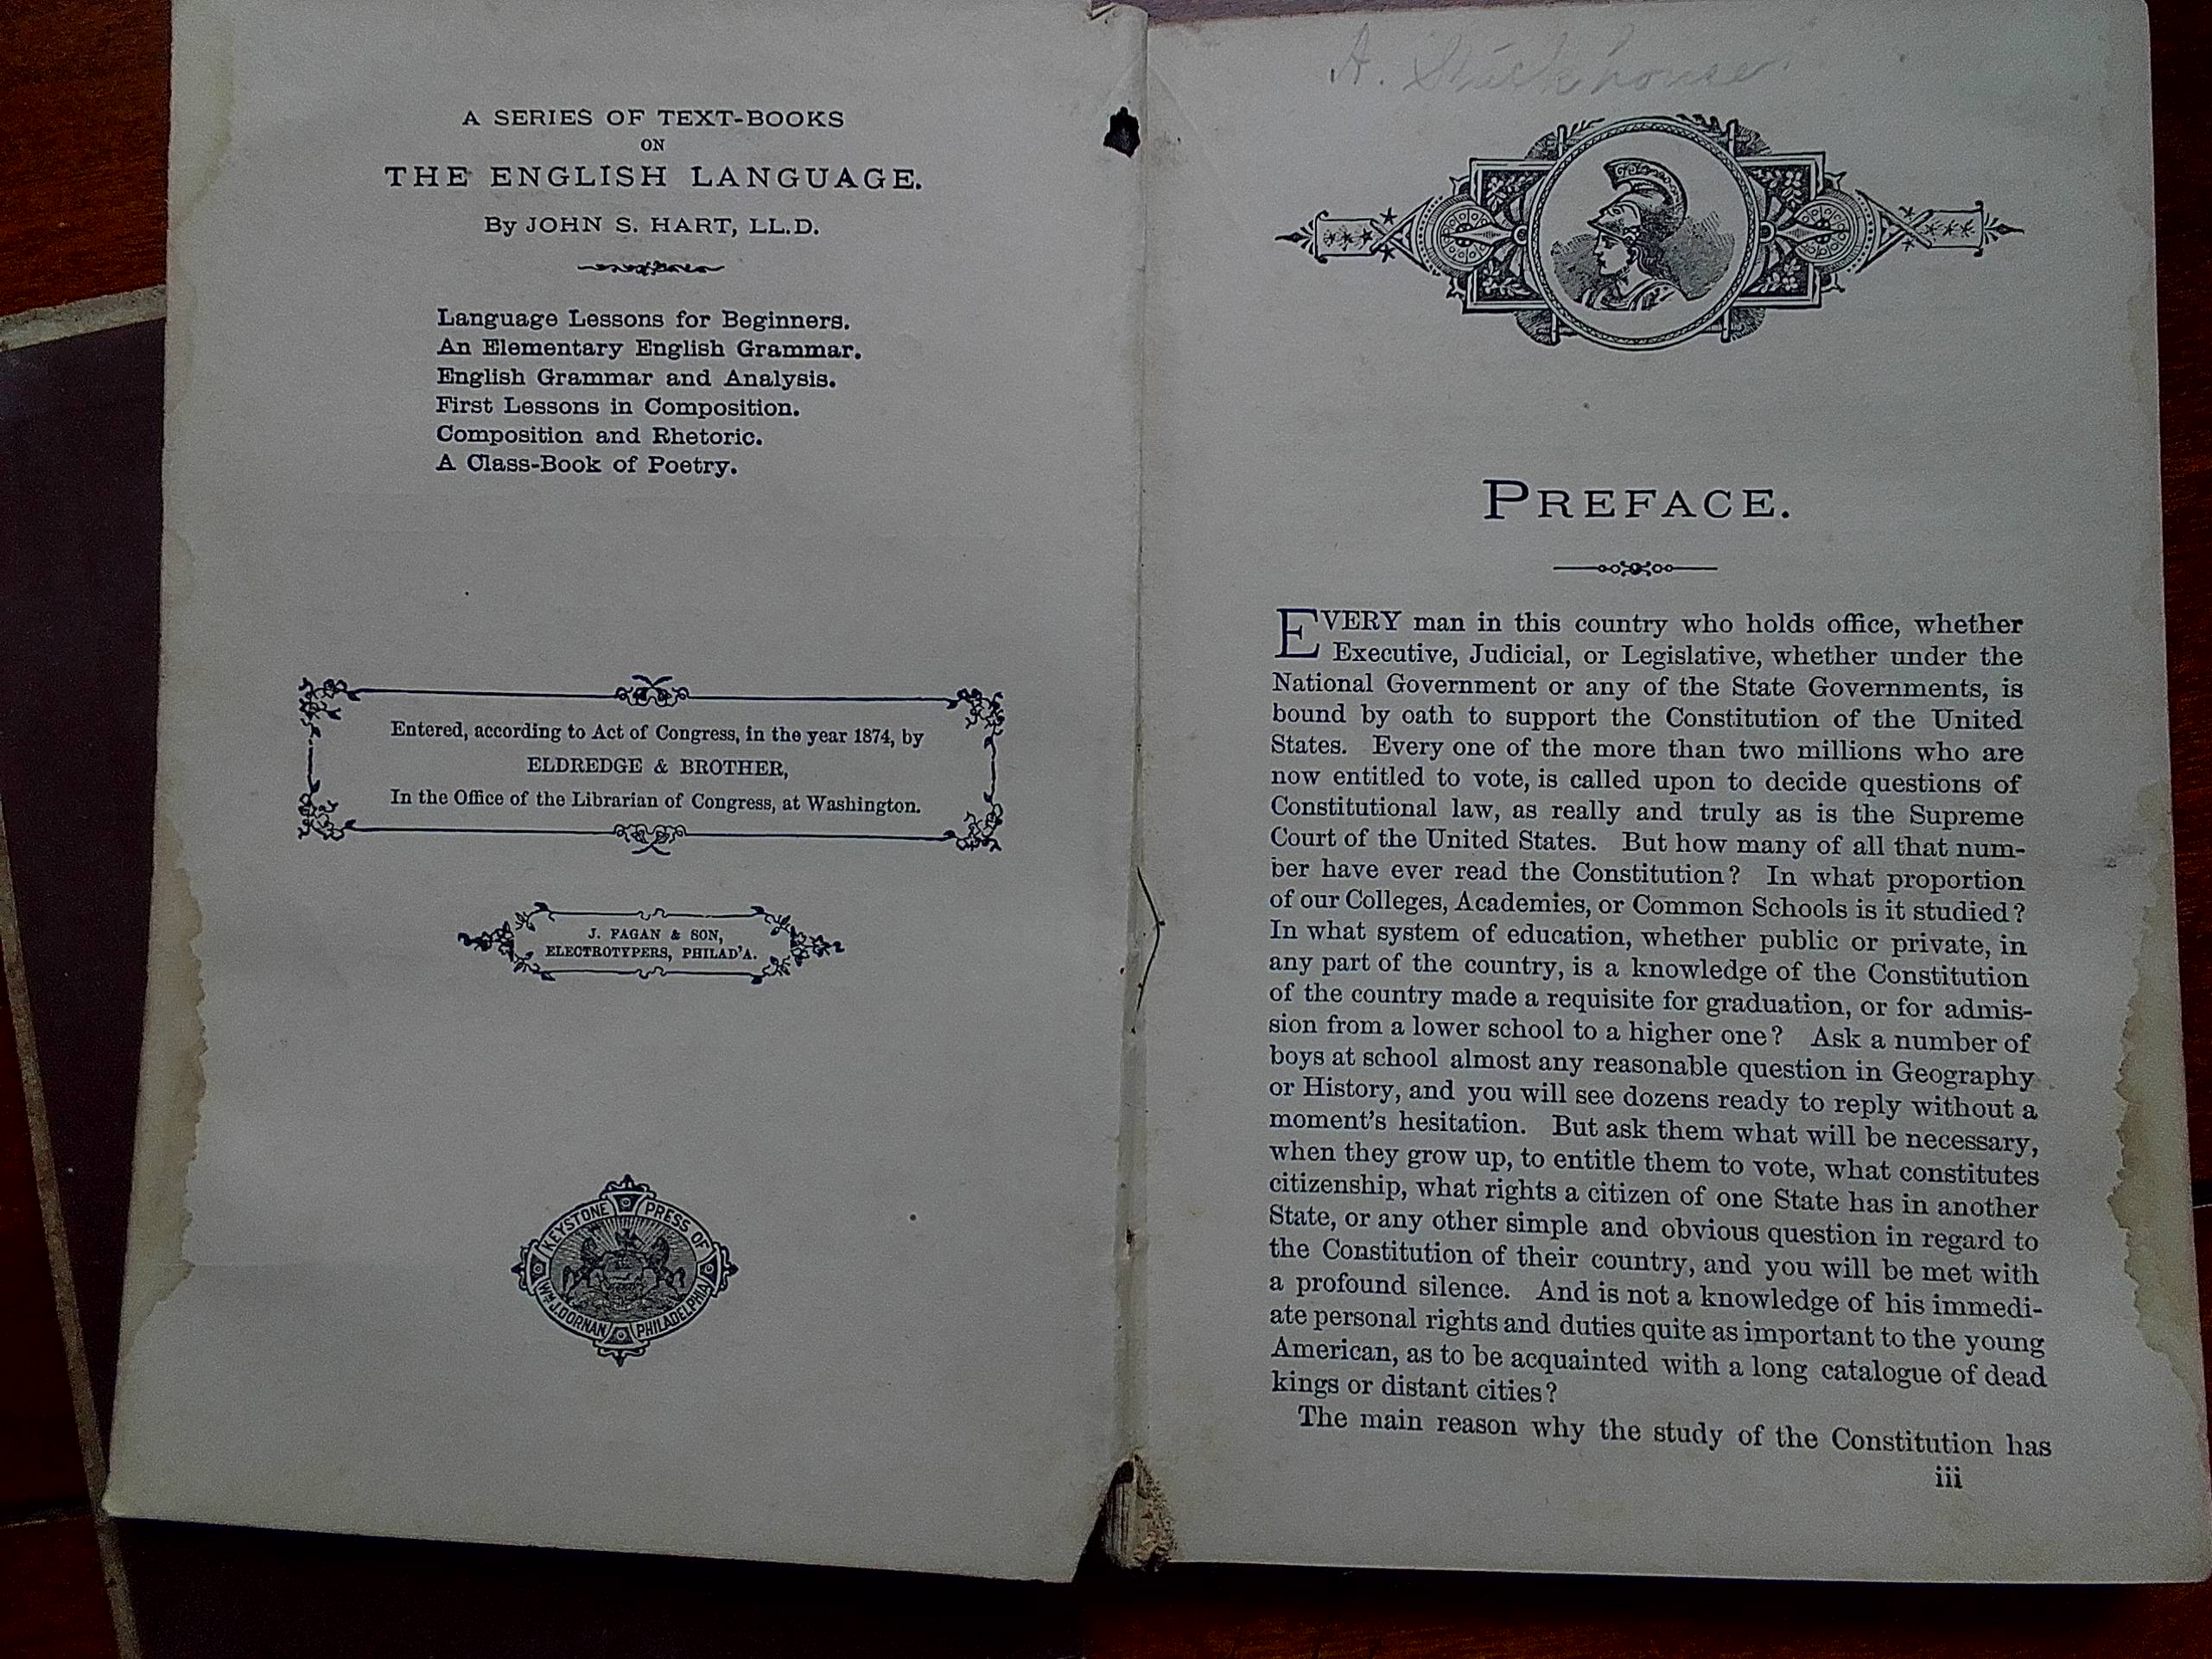 A SERIES OF TEXT-BOOKS
ON
THE ENGLISH LANGUAGE.
By JOHN S. HART, LL.D.
Language Lessons for Beginners.
An Elementary English Grammar.
English Grammar and Analysis.
First Lessons in Composition.
Composition and Rhetoric.
A Class-Book of Poetry.
Entered, according to Act of Congress, in the year 1874, by
ELDREDGE & BROTHER,
In the Office of the Librarian of Congress, at Washington.
J. FAGAN & SON,
ELECTROTYPERS, PHILAD'A.
KEYSTONE PRESS OF
WM. J. DORNAN PHILADELPHIA
A.
PREFACE.
EVERY man in this country who holds office, whether
Executive, Judicial, or Legislative, whether under the
National Government or any of the State Governments, is
bound by oath to support the Constitution of the United
States. Every one of the more than two millions who are
now entitled to vote, is called upon to decide questions of
Constitutional law, as really and truly as is the Supreme
Court of the United States. But how many of all that num-
ber have ever read the Constitution? In what proportion
of our Colleges, Academies, or Common Schools is it studied?
In what system of education, whether public or private, in
any part of the country, is a knowledge of the Constitution
of the country made a requisite for graduation, or for admis-
sion from a lower school to a higher one? Ask a number of
boys at school almost any reasonable question in Geography
or History, and you will see dozens ready to reply without a
moment's hesitation. But ask them what will be necessary,
when they grow up, to entitle them to vote, what constitutes
citizenship, what rights a citizen of one State has in another
State, or any other simple and obvious question in regard to
the Constitution of their country, and you will be met with
a profound silence. And is not a knowledge of his immedi-
ate personal rights and duties quite as important to the young
American, as to be acquainted with a long catalogue of dead
kings or distant cities?
The main reason why the study of the Constitution has
iii